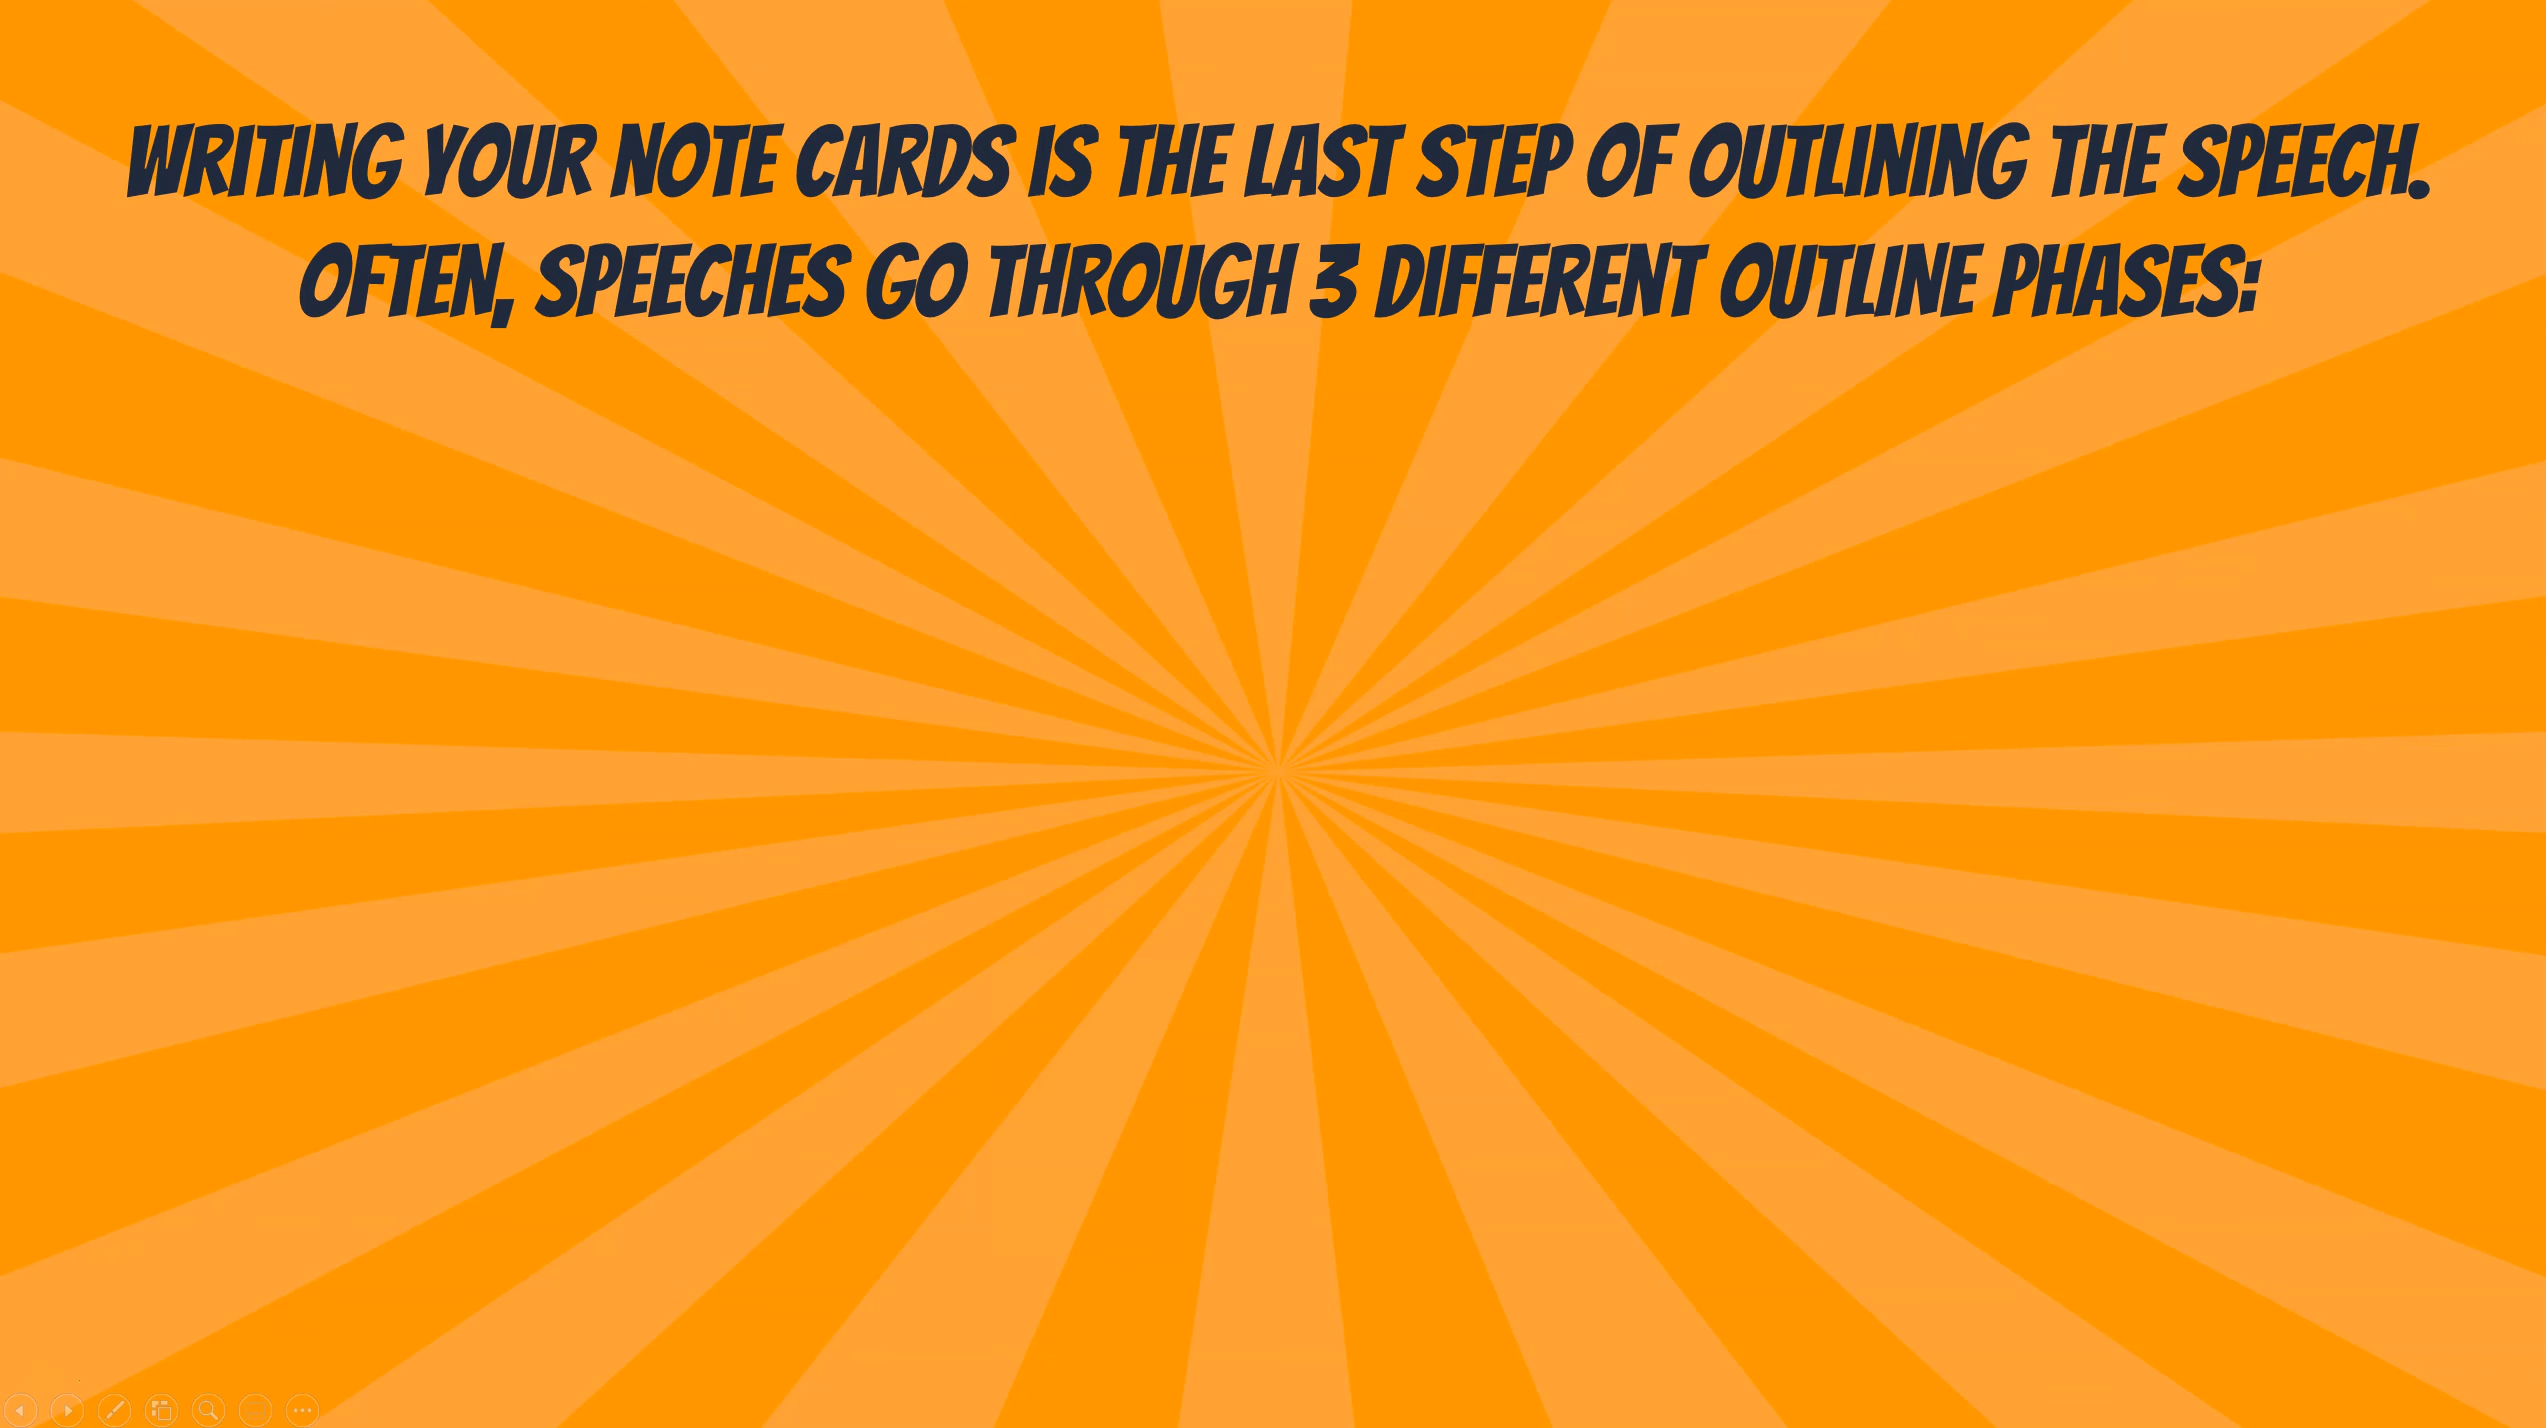 WRITING YOUR NOTE CARDS IS THE LAST STEP OF OUTLINING THE SPEECH.
OFTEN, SPEECHES GO THROUGH 3 DIFFERENT OUTLINE PHASES: